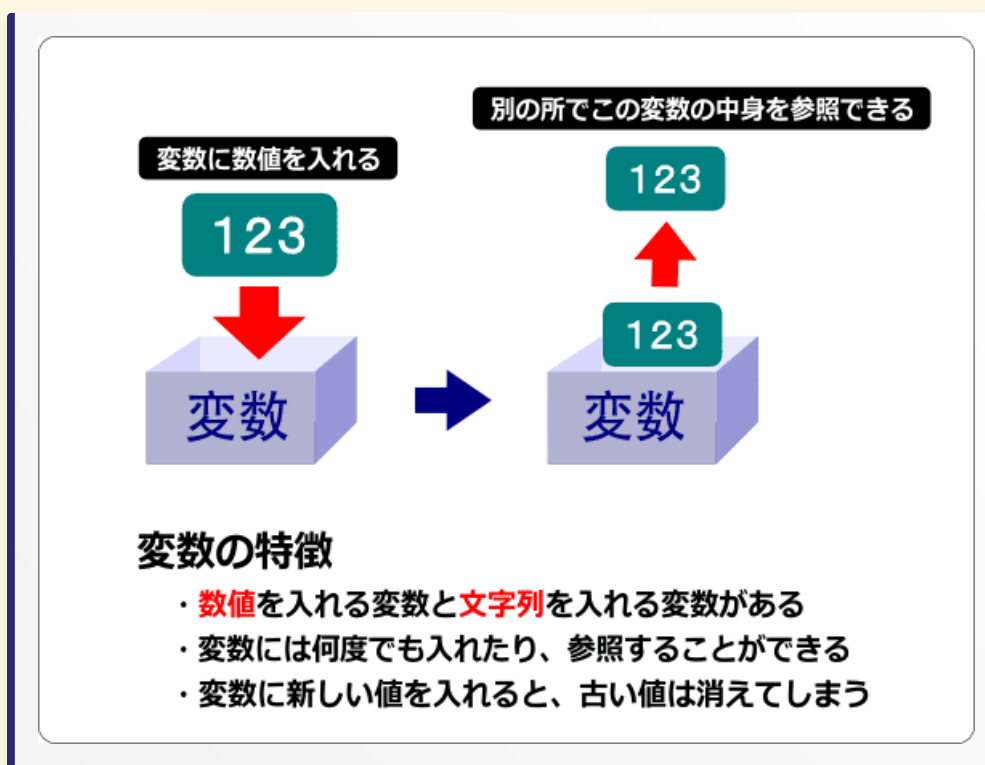 別の所でこの変数の中身を参照できる
変数に数値を入れる
123
123
123
変数
変数
変数の特徴
・数値を入れる変数と文字列を入れる変数がある
・変数には何度でも入れたり、参照することができる
・変数に新しい値を入れると、古い値は消えてしまう